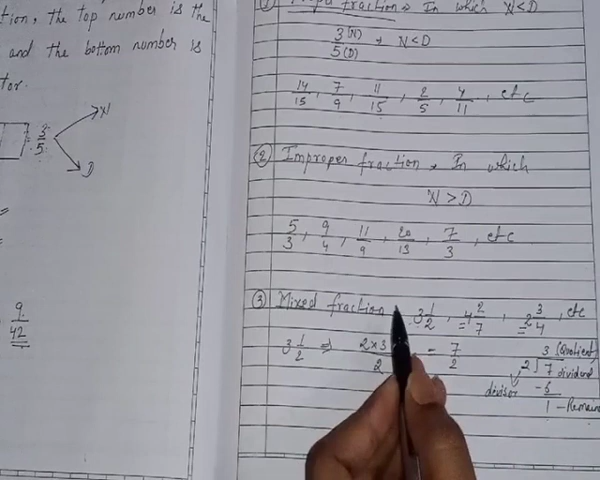 tion, the top number is the
and the bottom number is
tor.
= 3/5 N
D
9/42
① fraction → In which N<D
3(N)/5(D) → N<D
14/15, 7/9, 11/15, 2/5, 4/11, etc
② Improper fraction → In which
N>D
5/3, 9/4, 11/9, 20/13, 7/3, etc
③ Mixed fraction 3 1/2, 4 2/7, 2 3/4, etc
3 1/2 ⇒ 2×3 /2 = 7/2
3 (Quotient)
2) 7 dividend
divisor -6
1 - Remain